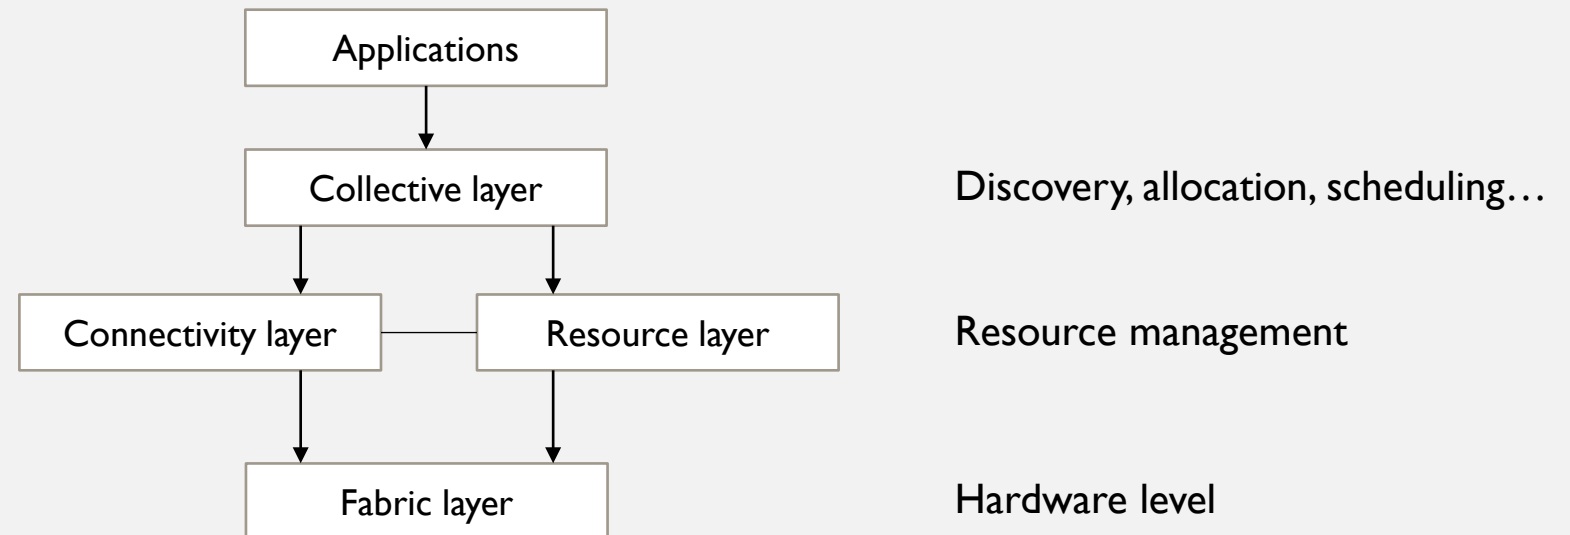 Applications
Collective layer
Discovery, allocation, scheduling…
Connectivity layer
Resource layer
Resource management
Fabric layer
Hardware level